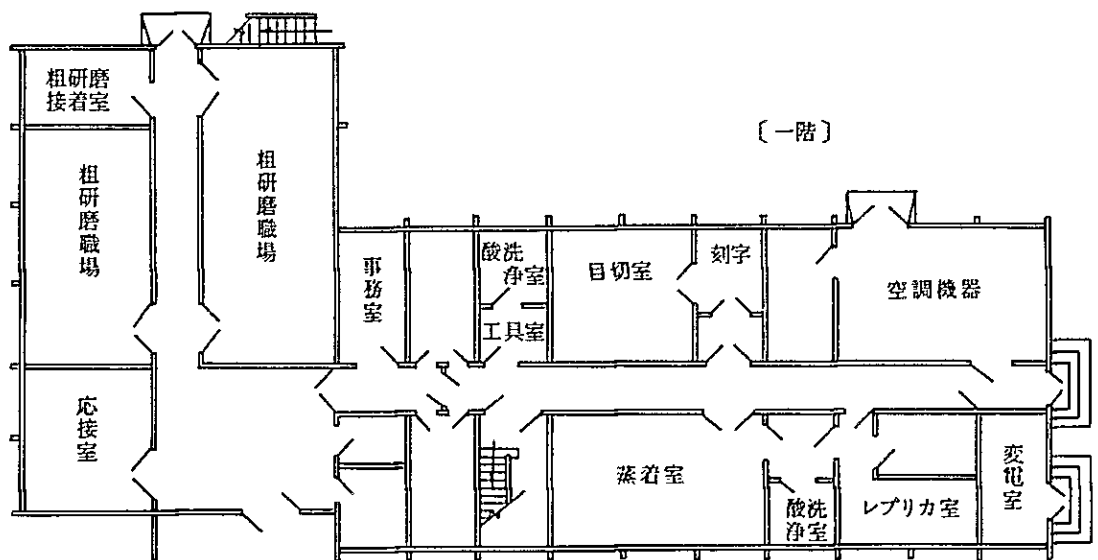 〔一階〕
粗研磨
接着室
粗研磨職場
粗研磨職場
応接室
事務室
酸洗
浄室
工具室
目切室
刻字
空調機器
蒸着室
酸洗
浄室
レプリカ室
変電室